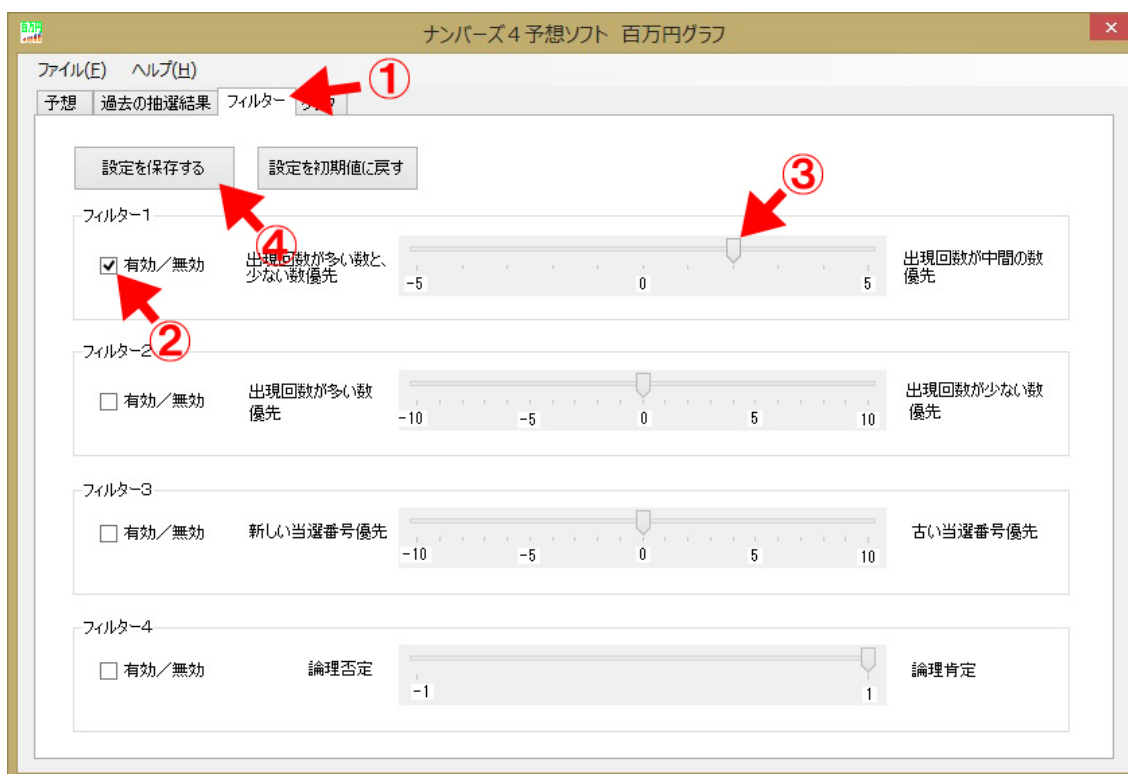 ナンバーズ4予想ソフト 百万円グラフ
×
ファイル(F) ヘルプ(H)
①
予想 過去の抽選結果 フィルター
設定を保存する 設定を初期値に戻す
③
フィルター1
④
有効／無効
出現回数が多い数と、
少ない数優先
-5 0 5
出現回数が中間の数
優先
②
フィルター2
有効／無効
出現回数が多い数
優先
-10 -5 0 5 10
出現回数が少ない数
優先
フィルター3
有効／無効 新しい当選番号優先
-10 -5 0 5 10
古い当選番号優先
フィルター4
有効／無効 論理否定
-1 1
論理肯定